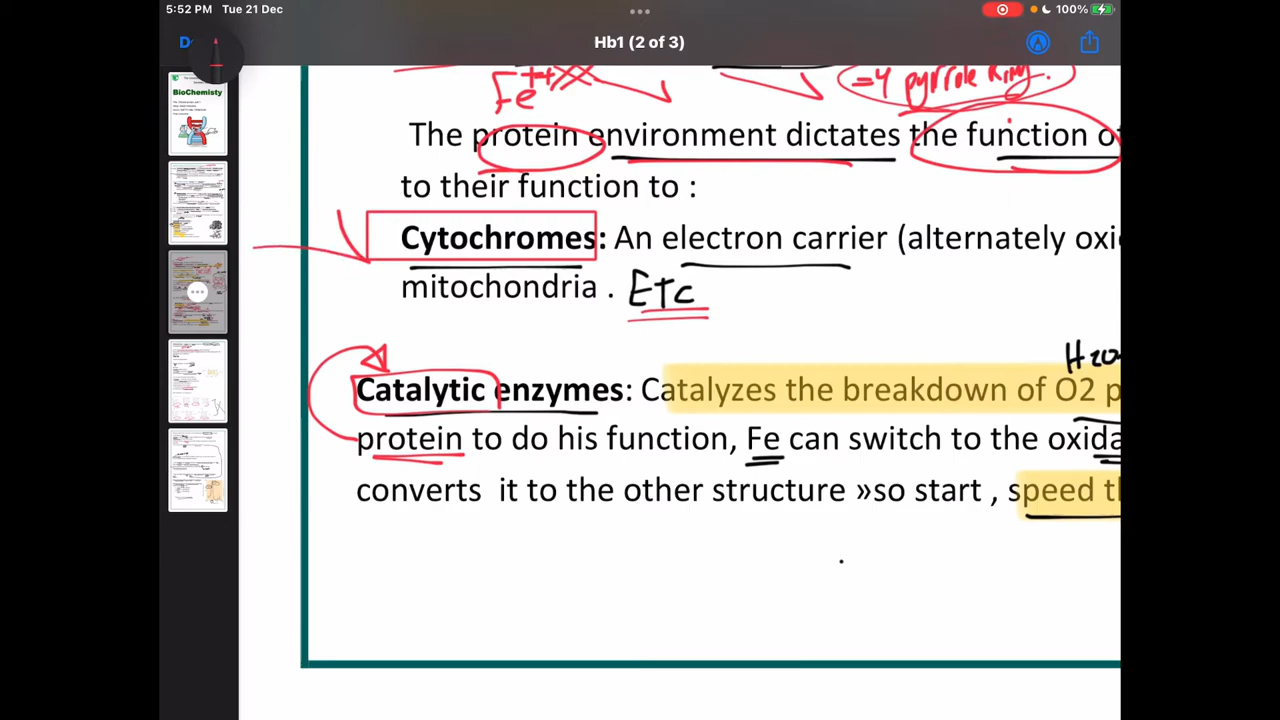 5:52 PM Tue 21 Dec
100%
Hb1 (2 of 3)
BioChemisty
Fe++
=4 pyrrole Ring.
The protein environment dictates the function o
to their function to :
Cytochromes: An electron carrier (alternately oxi
mitochondria . ETC
Catalytic enzymes: Catalyzes the breakdown of O2 p
protein to do his function, Fe can switch to the oxida
converts it to the other structure »so start , speed th